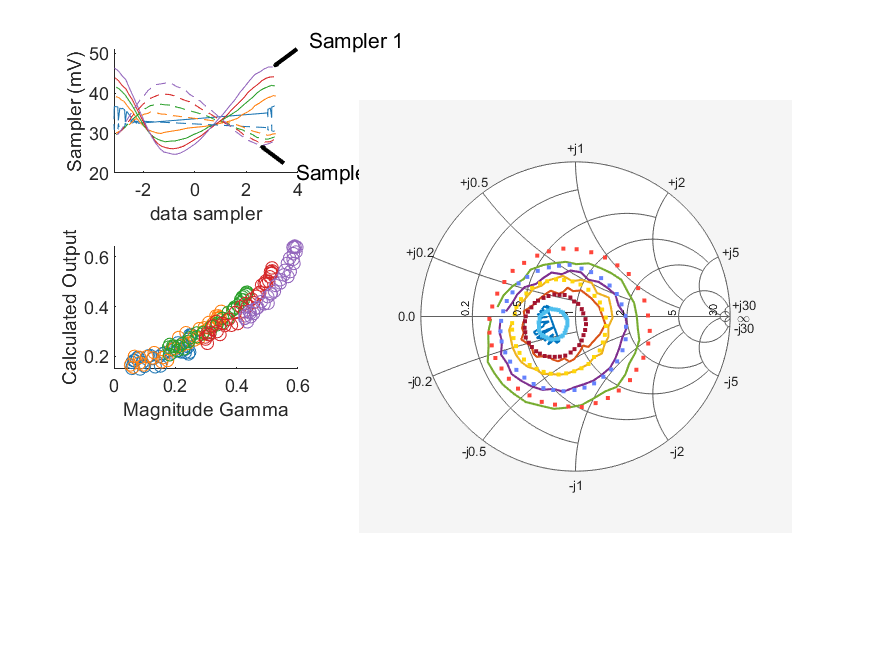 Sampler 1
50
40
30
20
Sampler (mV)
-2
0
2
4
data sampler
Sample
0.6
0.4
0.2
Calculated Output
0
0.2
0.4
0.6
Magnitude Gamma
+j1
+j0.5
+j2
+j0.2
+j5
0.0
0.2
0.5
1
2
5
30
+j30
∞
-j30
-j0.2
-j5
-j0.5
-j2
-j1